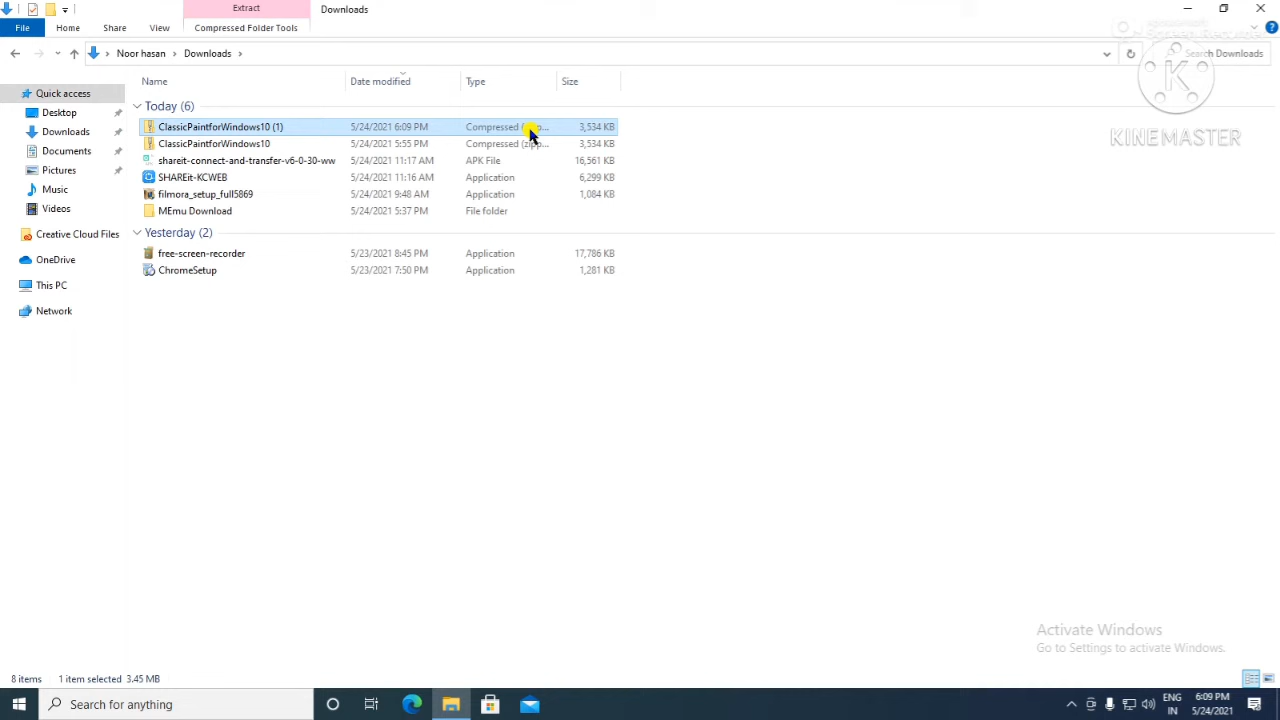 Extract
Downloads
File
Home
Share
View
Compressed Folder Tools
Noor hasan
Downloads
Search Downloads
KINEMASTER
Name
Date modified
Type
Size
Quick access
Desktop
Downloads
Documents
Pictures
Music
Videos
Creative Cloud Files
OneDrive
This PC
Network
Today (6)
ClassicPaintforWindows10 (1) 5/24/2021 6:09 PM Compressed 3,534 KB
ClassicPaintforWindows10 5/24/2021 5:55 PM Compressed (zipp... 3,534 KB
shareit-connect-and-transfer-v6-0-30-ww 5/24/2021 11:17 AM APK File 16,561 KB
SHAREit-KCWEB 5/24/2021 11:16 AM Application 6,299 KB
filmora_setup_full5869 5/24/2021 9:48 AM Application 1,084 KB
MEmu Download 5/24/2021 5:37 PM File folder
Yesterday (2)
free-screen-recorder 5/23/2021 8:45 PM Application 17,786 KB
ChromeSetup 5/23/2021 7:50 PM Application 1,281 KB
Activate Windows
Go to Settings to activate Windows.
8 items 1 item selected 3.45 MB
Search for anything
ENG
IN
6:09 PM
5/24/2021